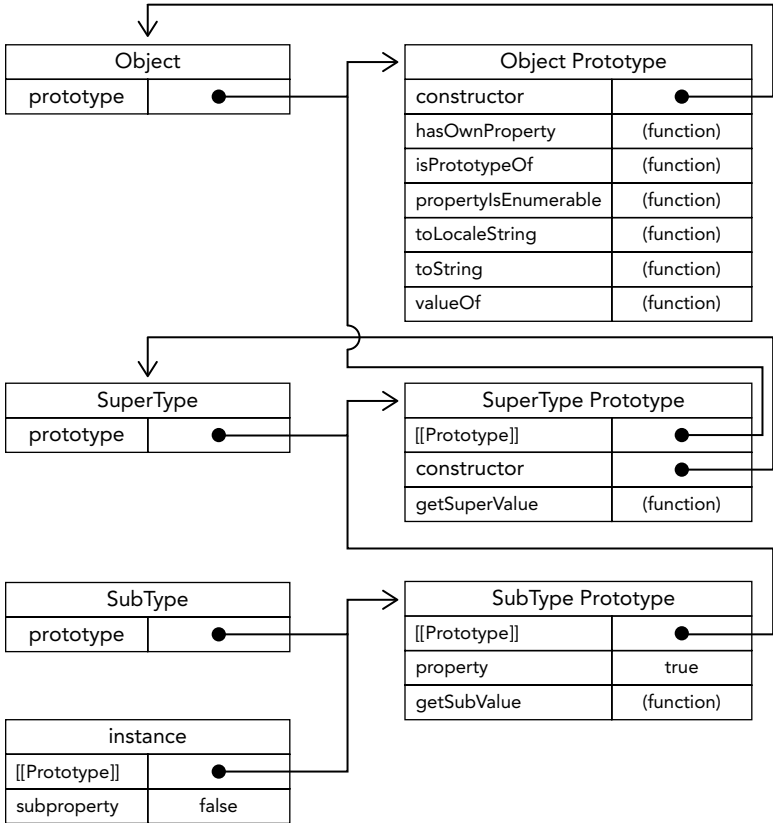 Object
prototype
Object Prototype
constructor
hasOwnProperty (function)
isPrototypeOf (function)
propertyIsEnumerable (function)
toLocaleString (function)
toString (function)
valueOf (function)
SuperType
prototype
SuperType Prototype
[[Prototype]]
constructor
getSuperValue (function)
SubType
prototype
SubType Prototype
[[Prototype]]
property true
getSubValue (function)
instance
[[Prototype]]
subproperty false